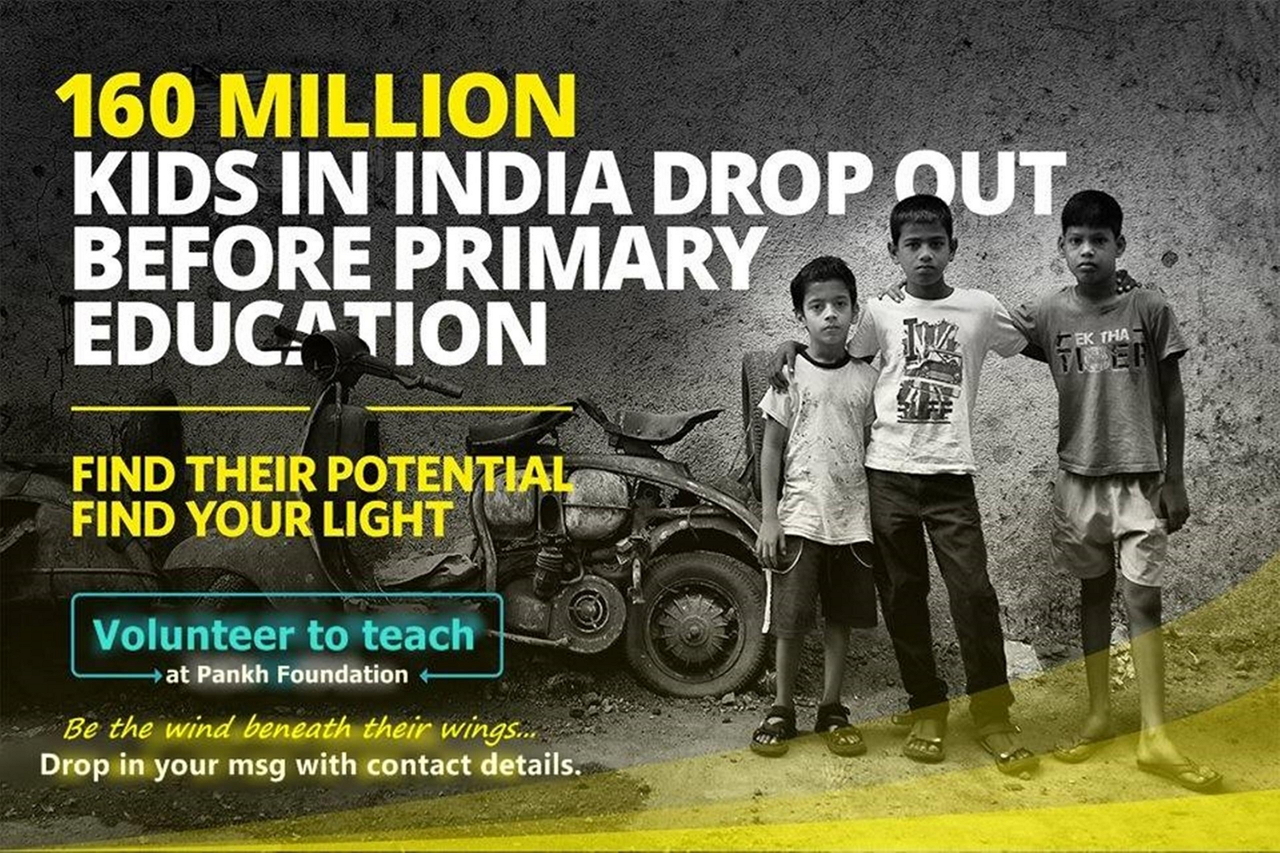 160 MILLION
KIDS IN INDIA DROP OUT
BEFORE PRIMARY
EDUCATION
FIND THEIR POTENTIAL
FIND YOUR LIGHT
Volunteer to teach
at Pankh Foundation
Be the wind beneath their wings...
Drop in your msg with contact details.
EK THA
TIGER